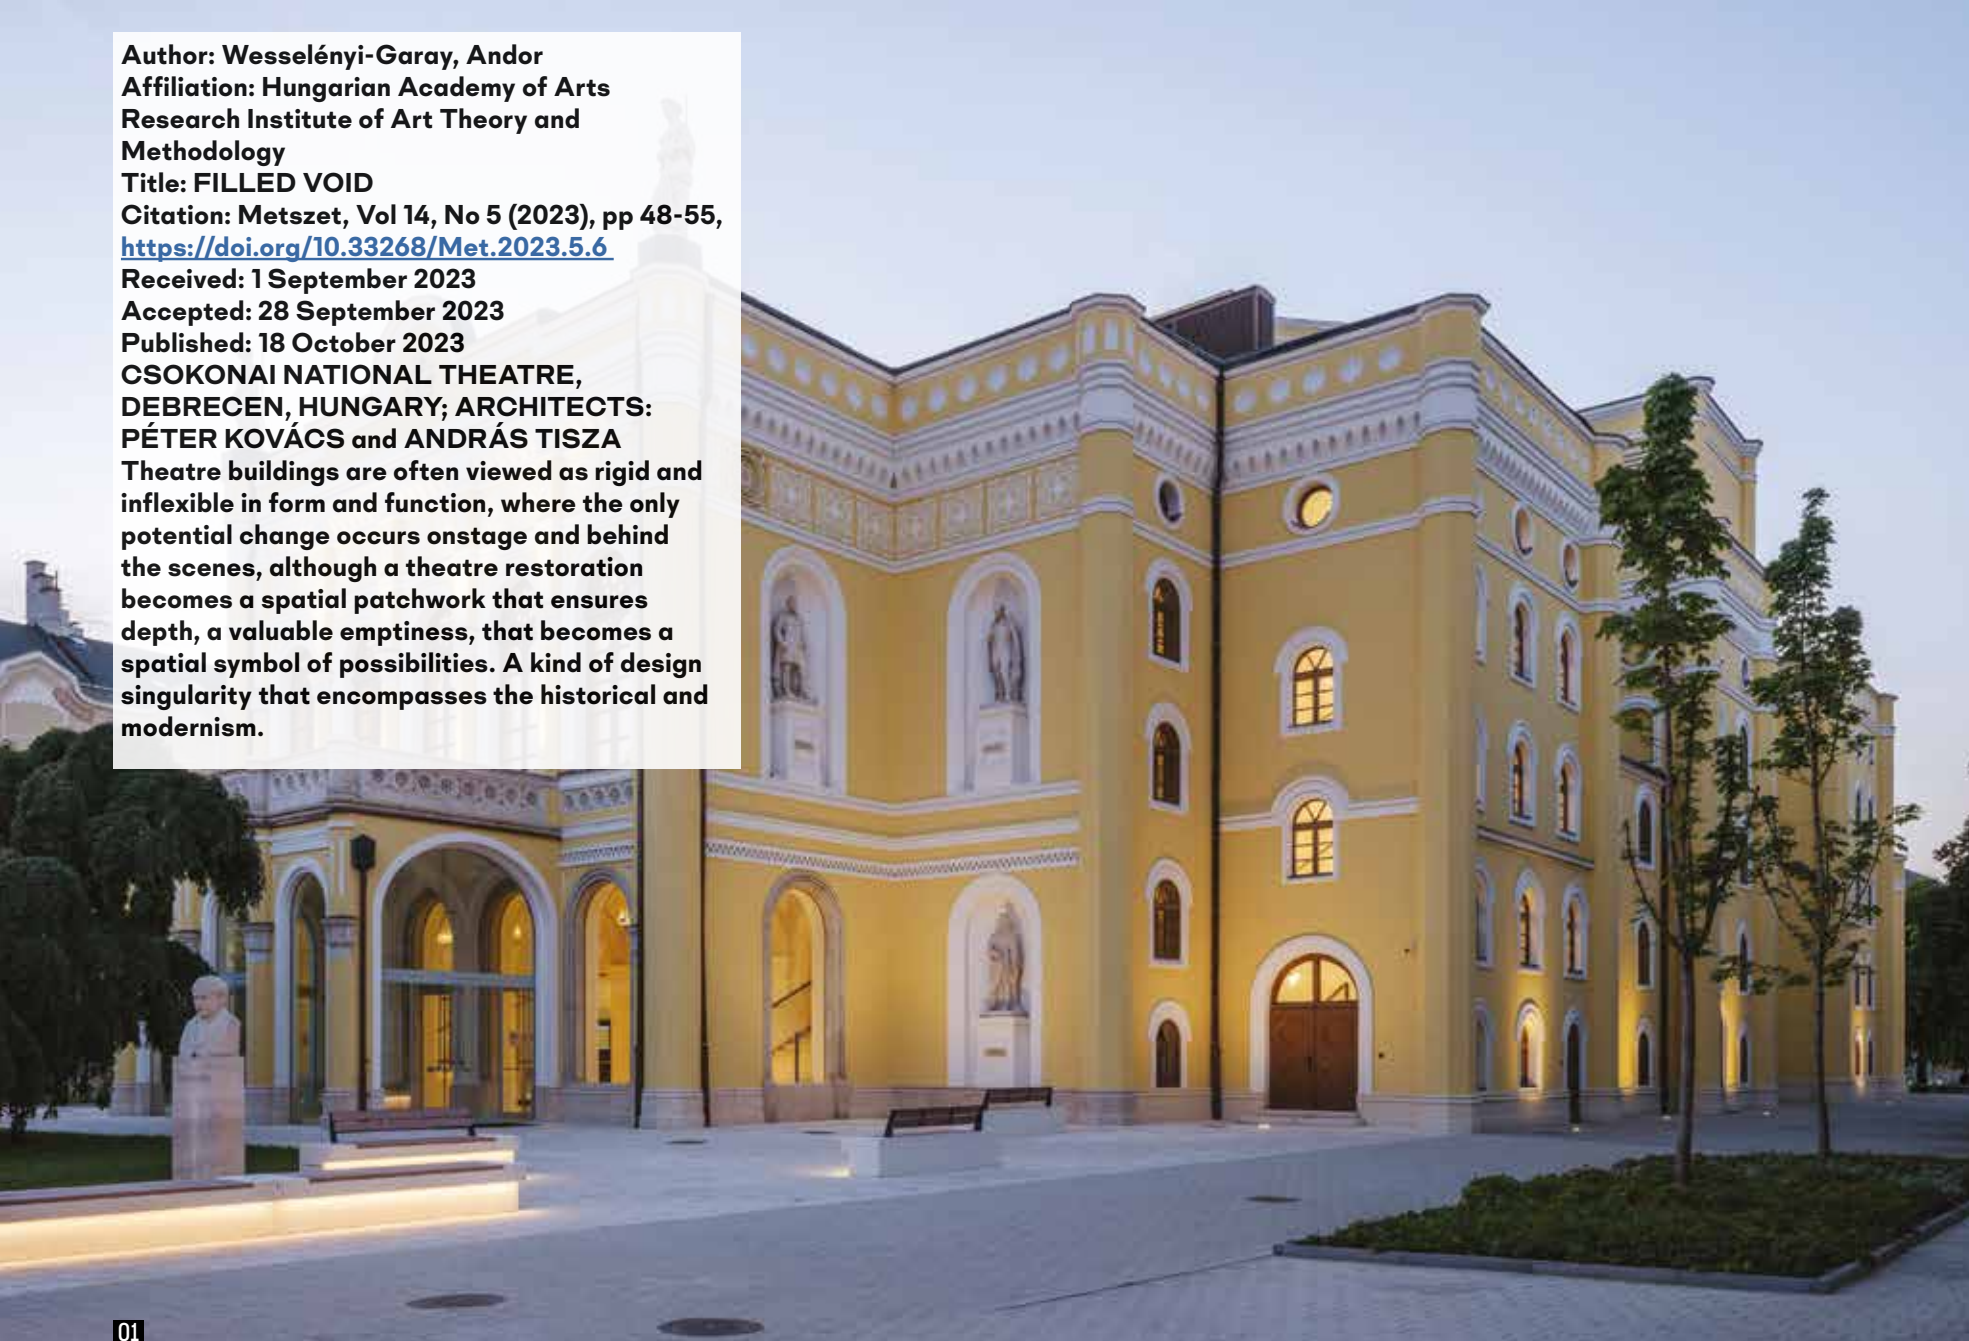 Author: Wesselényi-Garay, Andor
Affiliation: Hungarian Academy of Arts
Research Institute of Art Theory and
Methodology
Title: FILLED VOID
Citation: Metszet, Vol 14, No 5 (2023), pp 48-55,
https://doi.org/10.33268/Met.2023.5.6
Received: 1 September 2023
Accepted: 28 September 2023
Published: 18 October 2023
CSOKONAI NATIONAL THEATRE,
DEBRECEN, HUNGARY; ARCHITECTS:
PÉTER KOVÁCS and ANDRÁS TISZA
Theatre buildings are often viewed as rigid and
inflexible in form and function, where the only
potential change occurs onstage and behind
the scenes, although a theatre restoration
becomes a spatial patchwork that ensures
depth, a valuable emptiness, that becomes a
spatial symbol of possibilities. A kind of design
singularity that encompasses the historical and
modernism.
01